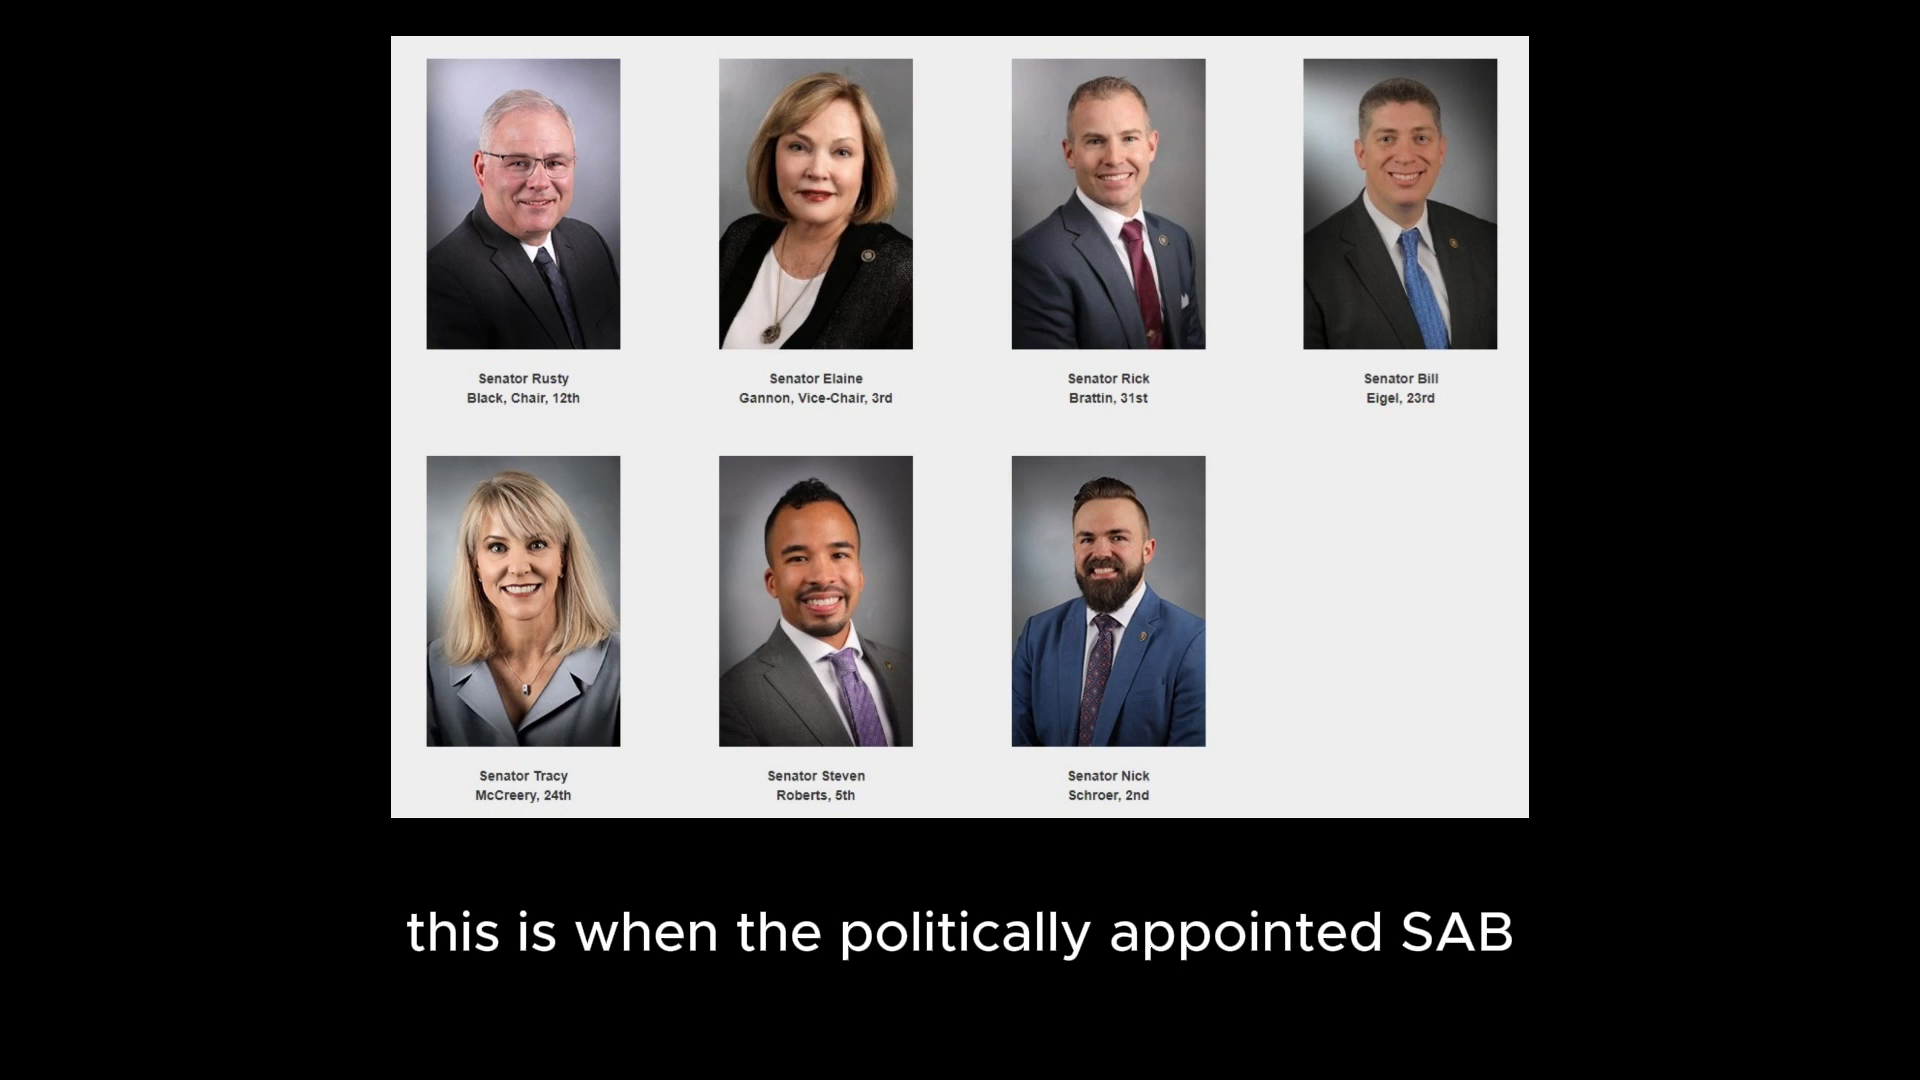 Senator Rusty
Black, Chair, 12th
Senator Elaine
Gannon, Vice-Chair, 3rd
Senator Rick
Brattin, 31st
Senator Bill
Eigel, 23rd
Senator Tracy
McCreery, 24th
Senator Steven
Roberts, 5th
Senator Nick
Schroer, 2nd
this is when the politically appointed SAB